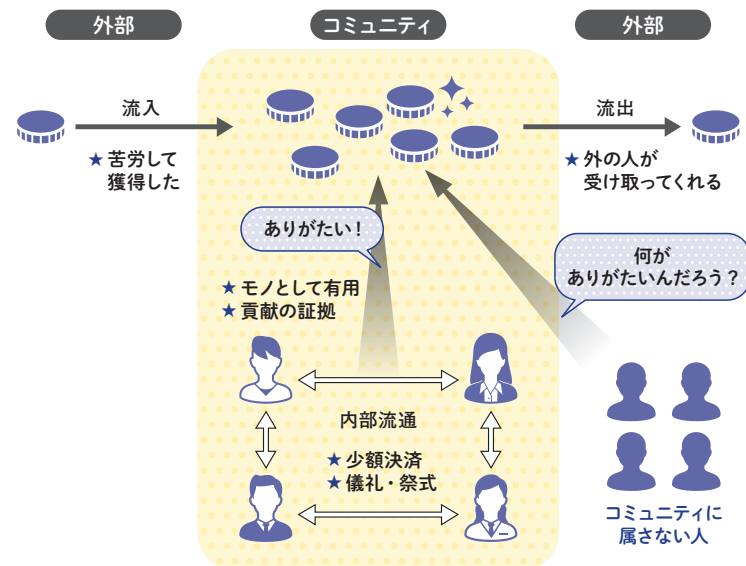 外部
コミュニティ
外部
流入
★苦労して
獲得した
流出
★外の人が
受け取ってくれる
ありがたい！
何が
ありがたいんだろう？
★モノとして有用
★貢献の証拠
内部流通
★少額決済
★儀礼・祭式
コミュニティに
属さない人